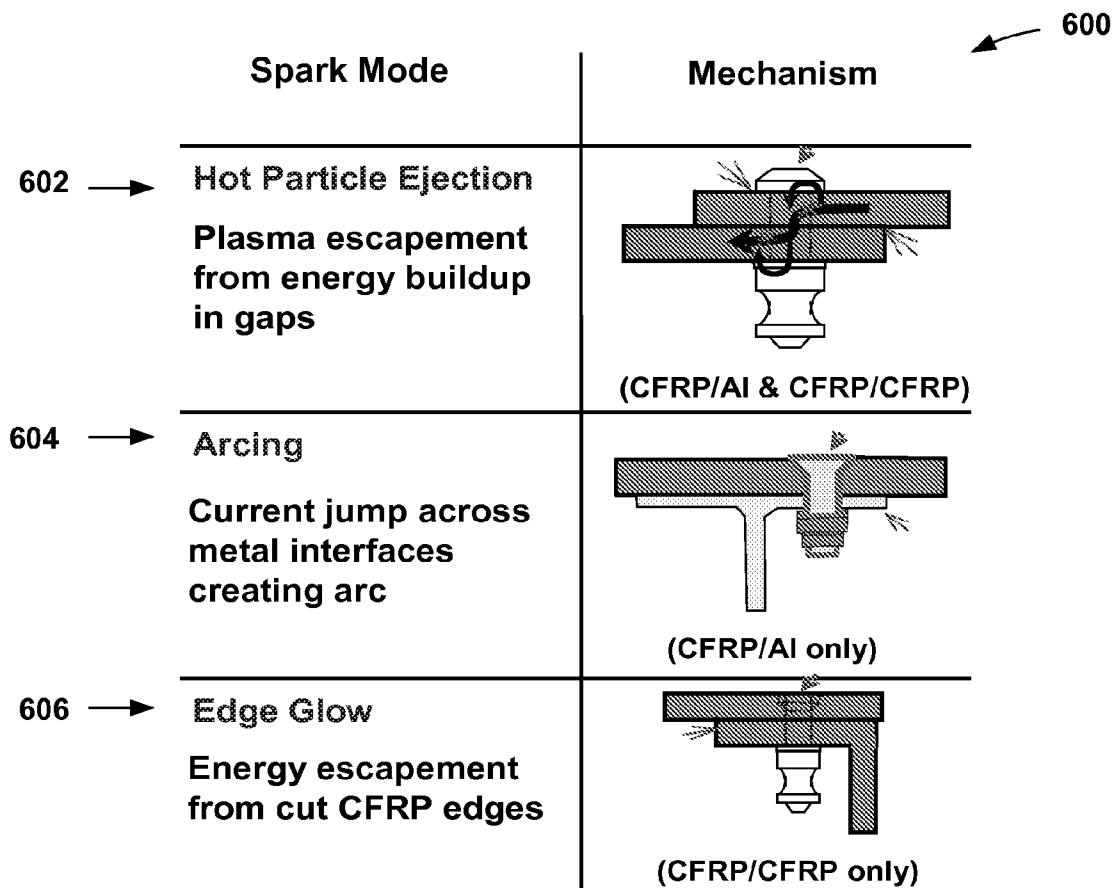 600
Spark Mode
Mechanism
602
Hot Particle Ejection
Plasma escapement
from energy buildup
in gaps
(CFRP/Al & CFRP/CFRP)
604
Arcing
Current jump across
metal interfaces
creating arc
(CFRP/Al only)
606
Edge Glow
Energy escapement
from cut CFRP edges
(CFRP/CFRP only)